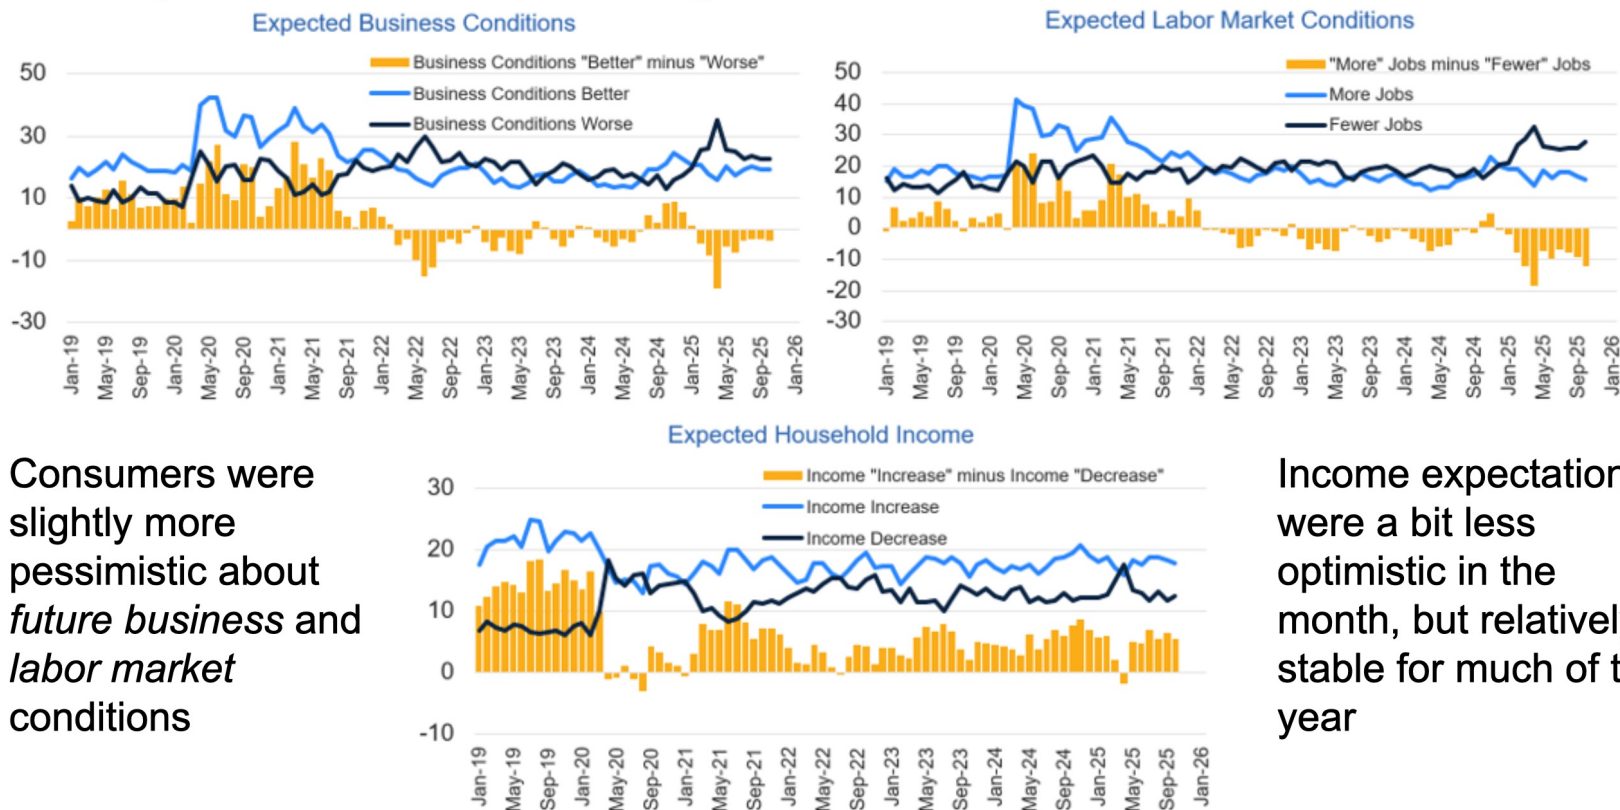 Expected Business Conditions
Business Conditions "Better" minus "Worse"
Business Conditions Better
Business Conditions Worse
50
30
10
-10
-30
Jan-19
May-19
Sep-19
Jan-20
May-20
Sep-20
Jan-21
May-21
Sep-21
Jan-22
May-22
Sep-22
Jan-23
May-23
Sep-23
Jan-24
May-24
Sep-24
Jan-25
May-25
Sep-25
Jan-26
Expected Labor Market Conditions
"More" Jobs minus "Fewer" Jobs
More Jobs
Fewer Jobs
50
40
30
20
10
0
-10
-20
-30
Jan-19
May-19
Sep-19
Jan-20
May-20
Sep-20
Jan-21
May-21
Sep-21
Jan-22
May-22
Sep-22
Jan-23
May-23
Sep-23
Jan-24
May-24
Sep-24
Jan-25
May-25
Sep-25
Jan-26
Consumers were
slightly more
pessimistic about
future business and
labor market
conditions
Expected Household Income
Income "Increase" minus Income "Decrease"
Income Increase
Income Decrease
30
20
10
0
-10
Jan-19
May-19
Sep-19
Jan-20
May-20
Sep-20
Jan-21
May-21
Sep-21
Jan-22
May-22
Sep-22
Jan-23
May-23
Sep-23
Jan-24
May-24
Sep-24
Jan-25
May-25
Sep-25
Jan-26
Income expectation
were a bit less
optimistic in the
month, but relativel
stable for much of t
year